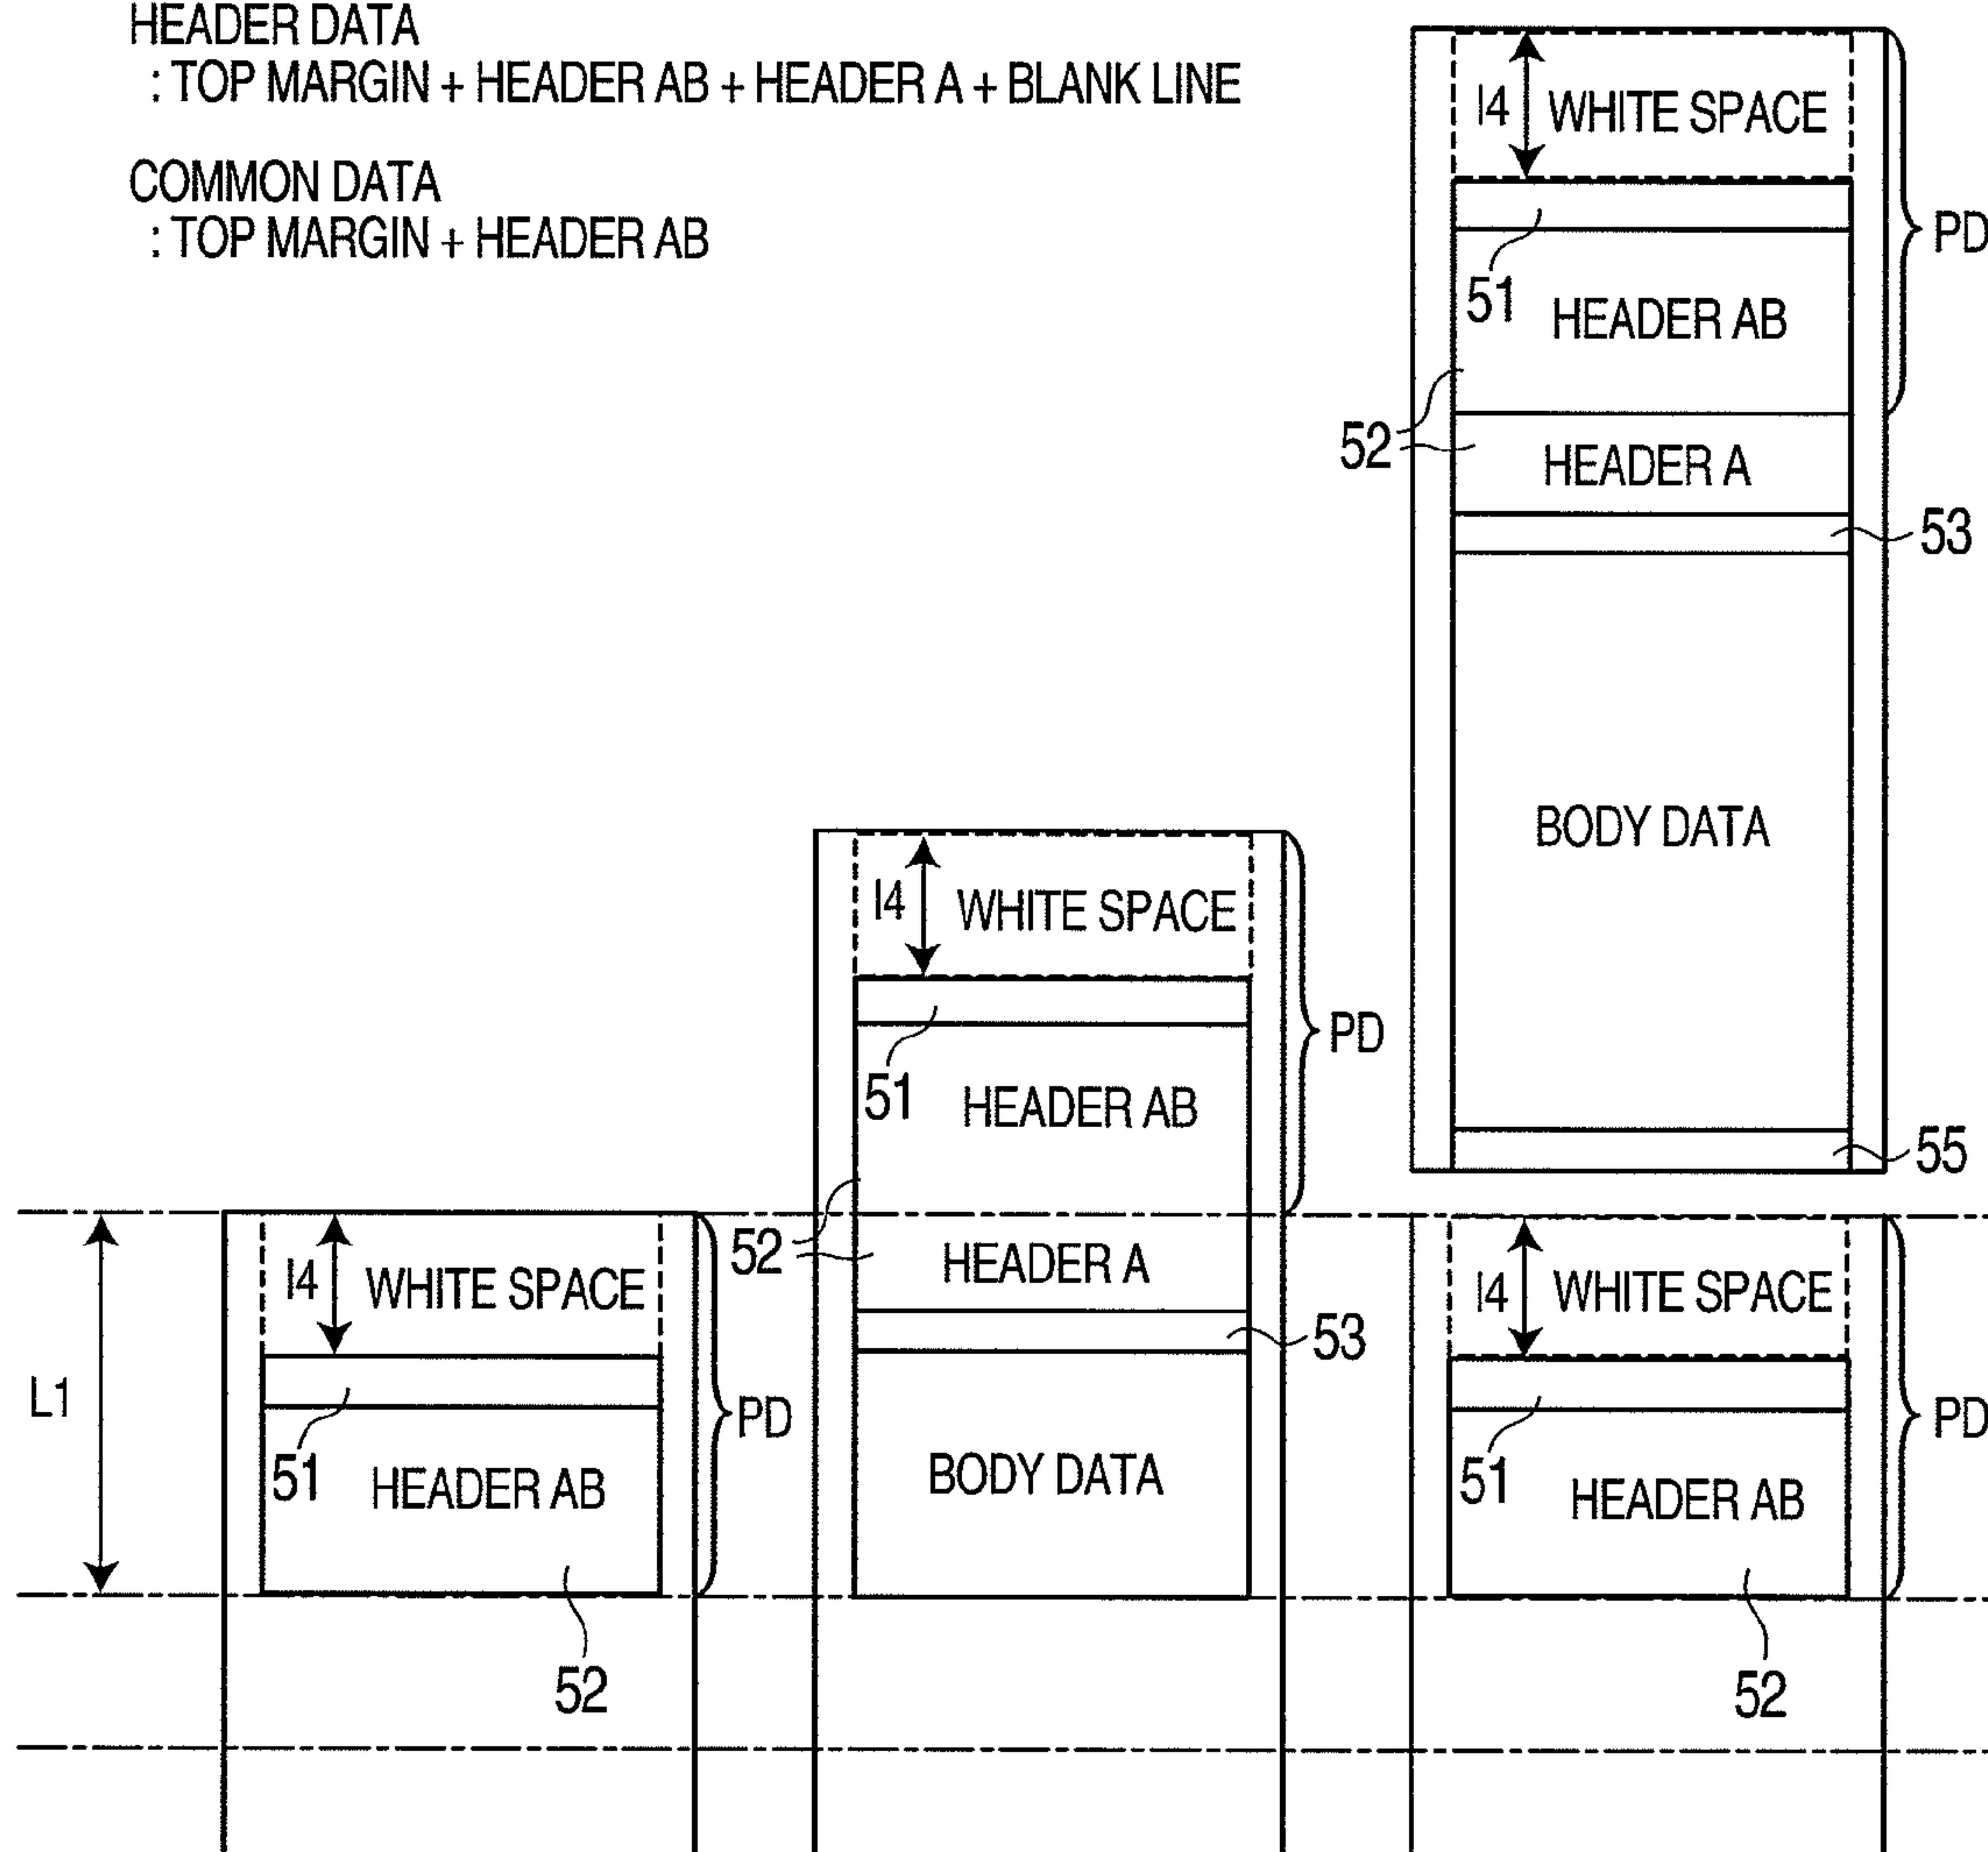 HEADER DATA
: TOP MARGIN + HEADER AB + HEADER A + BLANK LINE
COMMON DATA
: TOP MARGIN + HEADER AB
l4 WHITE SPACE
PD
51
HEADER AB
52
HEADER A
53
BODY DATA
55
l4 WHITE SPACE
PD
51
HEADER AB
52
HEADER A
53
BODY DATA
L1
l4 WHITE SPACE
PD
51
HEADER AB
52
l4 WHITE SPACE
PD
51
HEADER AB
52